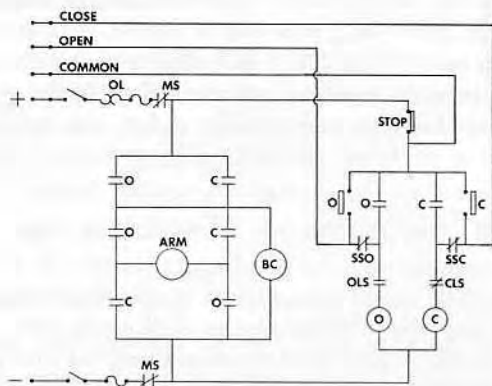 CLOSE
OPEN
COMMON
OL MS
+
STOP
O C
O C O O C C
ARM BC
SSO SSC
C O OLS CLS
O C
MS
−